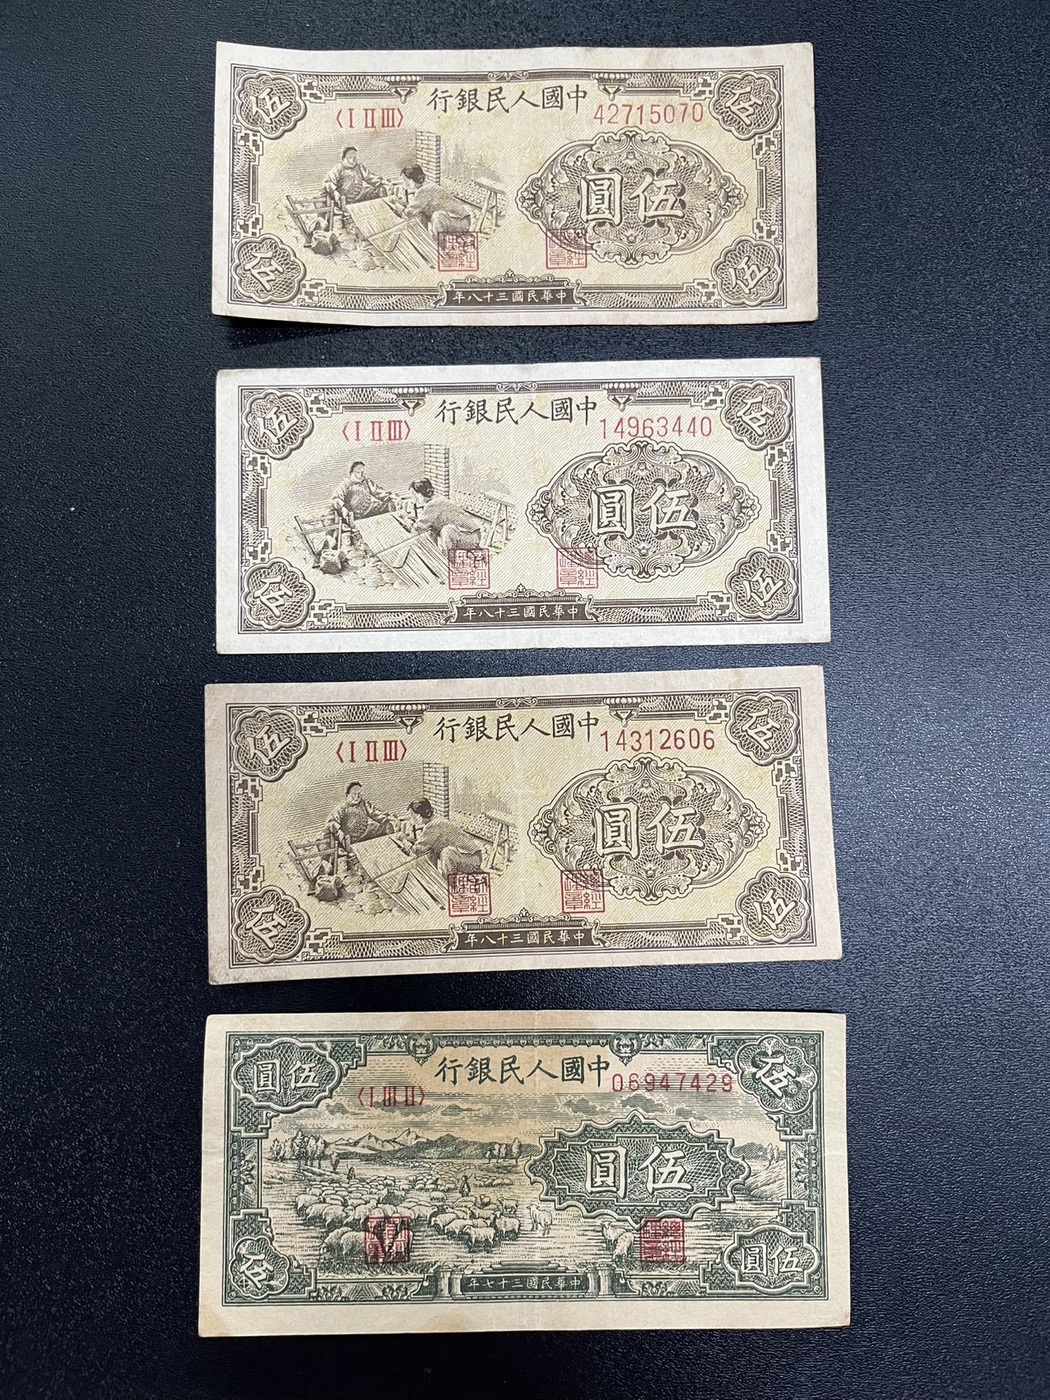 伍
伍
中國人民銀行
〈I II III〉
42715070
伍圓
伍
伍
中華民國三十八年
伍
伍
中國人民銀行
〈I II III〉
14963440
伍圓
伍
伍
中華民國三十八年
伍
伍
中國人民銀行
〈I II III〉
14312606
伍圓
伍
伍
中華民國三十八年
伍圓
伍
中國人民銀行
〈I III II〉
06947429
伍圓
伍
伍圓
中華民國三十七年